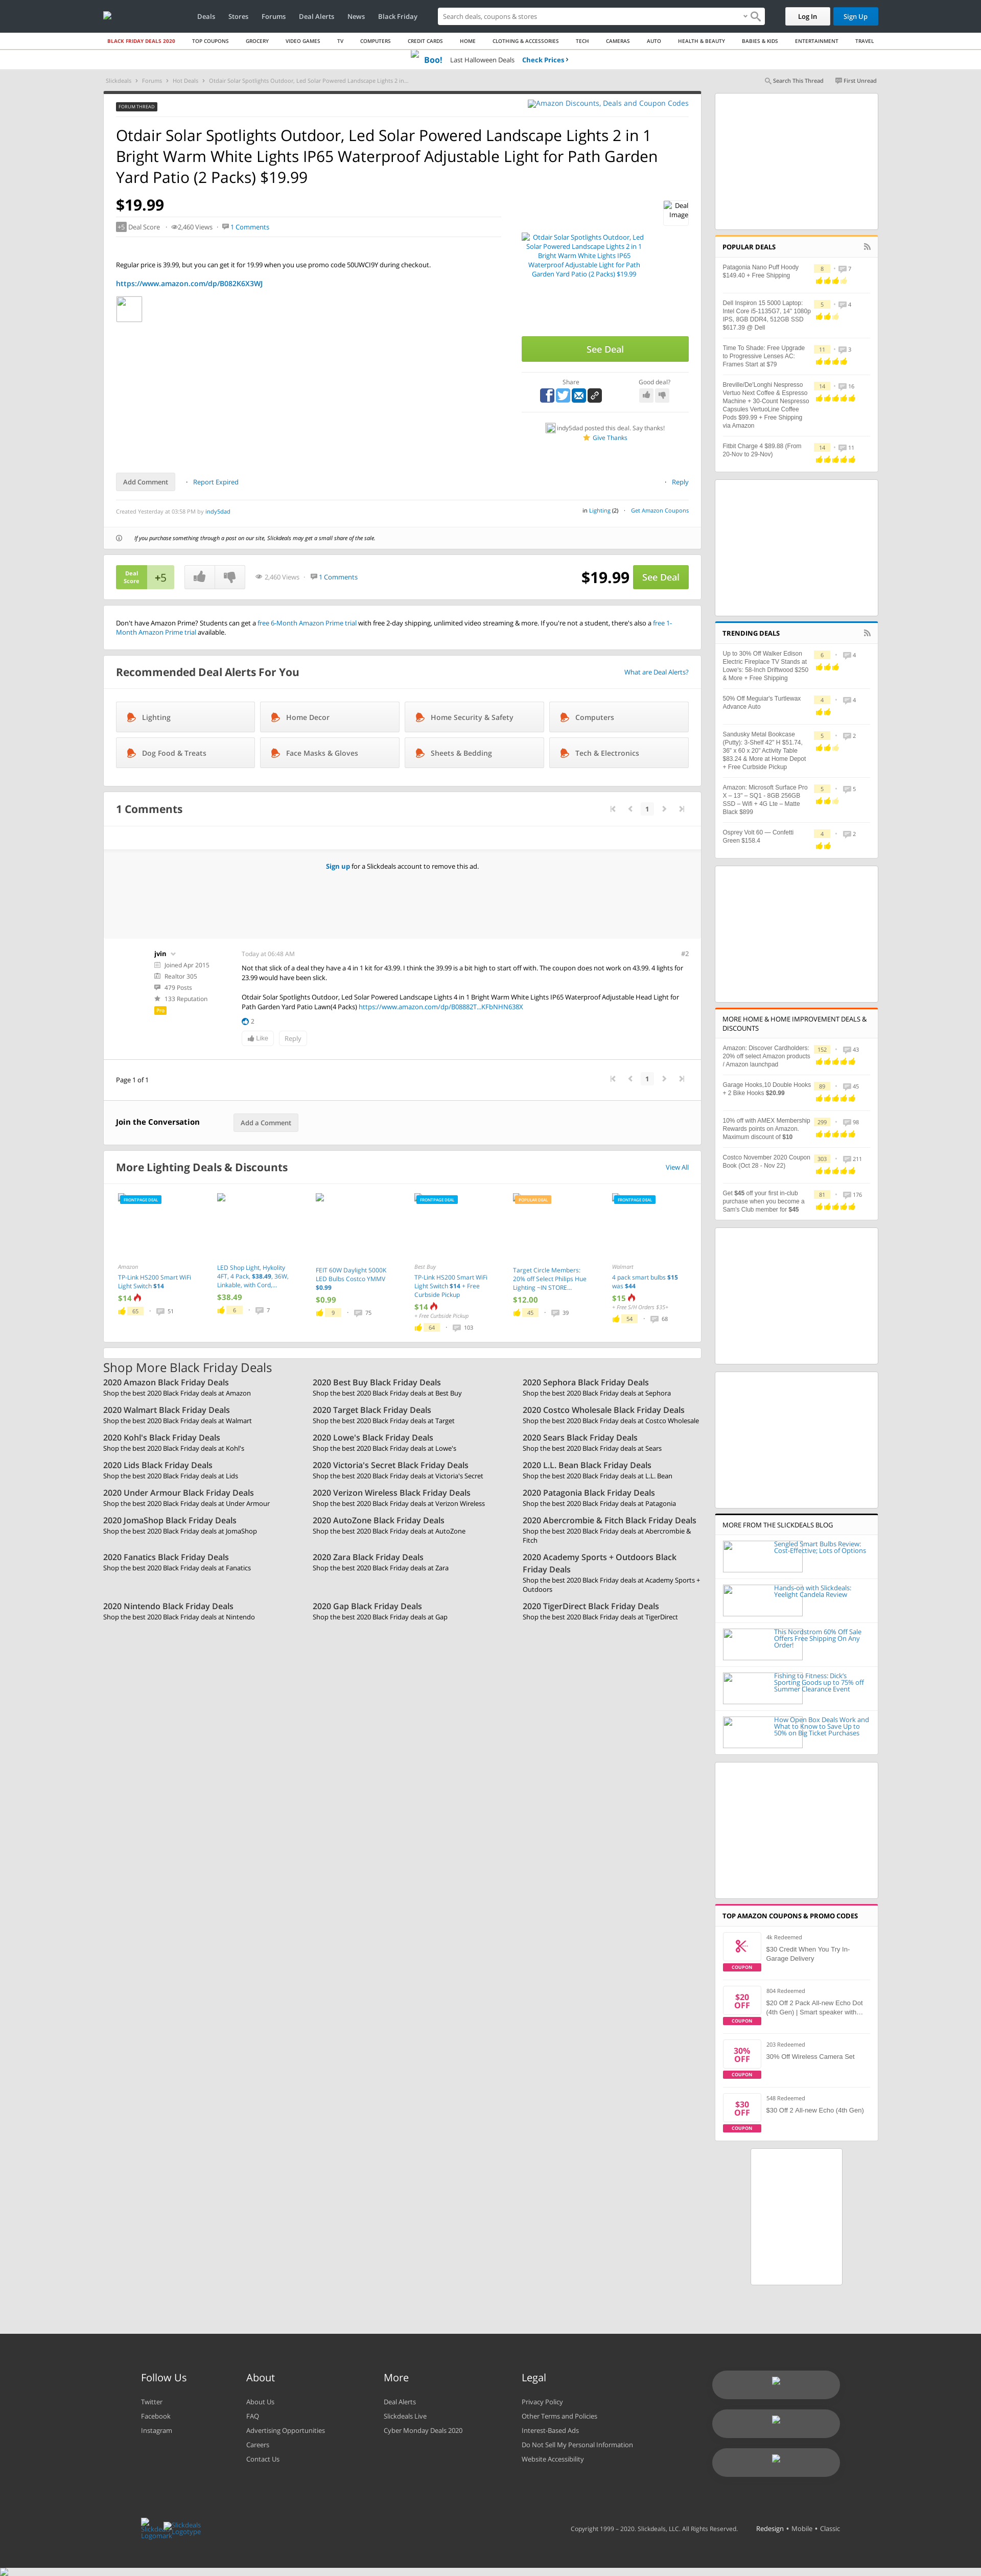 Deals Stores Forums Deal Alerts News Black Friday
Search deals, coupons & stores
Log In
Sign Up
BLACK FRIDAY DEALS 2020 TOP COUPONS GROCERY VIDEO GAMES TV COMPUTERS CREDIT CARDS HOME CLOTHING & ACCESSORIES TECH CAMERAS AUTO HEALTH & BEAUTY BABIES & KIDS ENTERTAINMENT TRAVEL
Boo! Last Halloween Deals Check Prices ›
Slickdeals › Forums › Hot Deals › Otdair Solar Spotlights Outdoor, Led Solar Powered Landscape Lights 2 in...
Search This Thread First Unread
FORUM THREAD
Amazon Discounts, Deals and Coupon Codes
Otdair Solar Spotlights Outdoor, Led Solar Powered Landscape Lights 2 in 1
Bright Warm White Lights IP65 Waterproof Adjustable Light for Path Garden
Yard Patio (2 Packs) $19.99
$19.99
+5 Deal Score · 2,460 Views · 1 Comments
Deal
Image
Regular price is 39.99, but you can get it for 19.99 when you use promo code 50UWCI9Y during checkout.
https://www.amazon.com/dp/B082K6X3WJ
Otdair Solar Spotlights Outdoor, Led
Solar Powered Landscape Lights 2 in 1
Bright Warm White Lights IP65
Waterproof Adjustable Light for Path
Garden Yard Patio (2 Packs) $19.99
See Deal
Share
Good deal?
indy5dad posted this deal. Say thanks!
Give Thanks
Add Comment · Report Expired
· Reply
Created Yesterday at 03:58 PM by indy5dad
in Lighting (2) · Get Amazon Coupons
If you purchase something through a post on our site, Slickdeals may get a small share of the sale.
Deal
Score
+5
2,460 Views · 1 Comments
$19.99
See Deal
Don't have Amazon Prime? Students can get a free 6-Month Amazon Prime trial with free 2-day shipping, unlimited video streaming & more. If you're not a student, there's also a free 1-
Month Amazon Prime trial available.
Recommended Deal Alerts For You
What are Deal Alerts?
Lighting
Home Decor
Home Security & Safety
Computers
Dog Food & Treats
Face Masks & Gloves
Sheets & Bedding
Tech & Electronics
1 Comments
1
Sign up for a Slickdeals account to remove this ad.
jvin
Joined Apr 2015
Realtor 305
479 Posts
133 Reputation
Pro
Today at 06:48 AM
#2
Not that slick of a deal they have a 4 in 1 kit for 43.99. I think the 39.99 is a bit high to start off with. The coupon does not work on 43.99. 4 lights for
23.99 would have been slick.
Otdair Solar Spotlights Outdoor, Led Solar Powered Landscape Lights 4 in 1 Bright Warm White Lights IP65 Waterproof Adjustable Head Light for
Path Garden Yard Patio Lawn(4 Packs) https://www.amazon.com/dp/B08882T...KFbNHN638X
2
Like
Reply
Page 1 of 1
1
Join the Conversation
Add a Comment
More Lighting Deals & Discounts
View All
FRONTPAGE DEAL
Amazon
TP-Link HS200 Smart WiFi
Light Switch $14
$14
65 · 51
LED Shop Light, Hykolity
4FT, 4 Pack, $38.49, 36W,
Linkable, with Cord,...
$38.49
6 · 7
FEIT 60W Daylight 5000K
LED Bulbs Costco YMMV
$0.99
$0.99
9 · 75
FRONTPAGE DEAL
Best Buy
TP-Link HS200 Smart WiFi
Light Switch $14 + Free
Curbside Pickup
$14
+ Free Curbside Pickup
64 · 103
POPULAR DEAL
Target Circle Members:
20% off Select Philips Hue
Lighting ~IN STORE...
$12.00
45 · 39
FRONTPAGE DEAL
Walmart
4 pack smart bulbs $15
was $44
$15
+ Free S/H Orders $35+
54 · 68
Shop More Black Friday Deals
2020 Amazon Black Friday Deals
Shop the best 2020 Black Friday deals at Amazon
2020 Best Buy Black Friday Deals
Shop the best 2020 Black Friday deals at Best Buy
2020 Sephora Black Friday Deals
Shop the best 2020 Black Friday deals at Sephora
2020 Walmart Black Friday Deals
Shop the best 2020 Black Friday deals at Walmart
2020 Target Black Friday Deals
Shop the best 2020 Black Friday deals at Target
2020 Costco Wholesale Black Friday Deals
Shop the best 2020 Black Friday deals at Costco Wholesale
2020 Kohl's Black Friday Deals
Shop the best 2020 Black Friday deals at Kohl's
2020 Lowe's Black Friday Deals
Shop the best 2020 Black Friday deals at Lowe's
2020 Sears Black Friday Deals
Shop the best 2020 Black Friday deals at Sears
2020 Lids Black Friday Deals
Shop the best 2020 Black Friday deals at Lids
2020 Victoria's Secret Black Friday Deals
Shop the best 2020 Black Friday deals at Victoria's Secret
2020 L.L. Bean Black Friday Deals
Shop the best 2020 Black Friday deals at L.L. Bean
2020 Under Armour Black Friday Deals
Shop the best 2020 Black Friday deals at Under Armour
2020 Verizon Wireless Black Friday Deals
Shop the best 2020 Black Friday deals at Verizon Wireless
2020 Patagonia Black Friday Deals
Shop the best 2020 Black Friday deals at Patagonia
2020 JomaShop Black Friday Deals
Shop the best 2020 Black Friday deals at JomaShop
2020 AutoZone Black Friday Deals
Shop the best 2020 Black Friday deals at AutoZone
2020 Abercrombie & Fitch Black Friday Deals
Shop the best 2020 Black Friday deals at Abercrombie &
Fitch
2020 Fanatics Black Friday Deals
Shop the best 2020 Black Friday deals at Fanatics
2020 Zara Black Friday Deals
Shop the best 2020 Black Friday deals at Zara
2020 Academy Sports + Outdoors Black
Friday Deals
Shop the best 2020 Black Friday deals at Academy Sports +
Outdoors
2020 Nintendo Black Friday Deals
Shop the best 2020 Black Friday deals at Nintendo
2020 Gap Black Friday Deals
Shop the best 2020 Black Friday deals at Gap
2020 TigerDirect Black Friday Deals
Shop the best 2020 Black Friday deals at TigerDirect
POPULAR DEALS
Patagonia Nano Puff Hoody
$149.40 + Free Shipping
8 · 7
Dell Inspiron 15 5000 Laptop:
Intel Core i5-1135G7, 14" 1080p
IPS, 8GB DDR4, 512GB SSD
$617.39 @ Dell
5 · 4
Time To Shade: Free Upgrade
to Progressive Lenses AC:
Frames Start at $79
11 · 3
Breville/De'Longhi Nespresso
Vertuo Next Coffee & Espresso
Machine + 30-Count Nespresso
Capsules VertuoLine Coffee
Pods $99.99 + Free Shipping
via Amazon
14 · 16
Fitbit Charge 4 $89.88 (From
20-Nov to 29-Nov)
14 · 11
TRENDING DEALS
Up to 30% Off Walker Edison
Electric Fireplace TV Stands at
Lowe's: 58-Inch Driftwood $250
& More + Free Shipping
6 · 4
50% Off Meguiar's Turtlewax
Advance Auto
4 · 4
Sandusky Metal Bookcase
(Putty): 3-Shelf 42" H $51.74,
36" x 60 x 20" Activity Table
$83.24 & More at Home Depot
+ Free Curbside Pickup
5 · 2
Amazon: Microsoft Surface Pro
X – 13" – SQ1 - 8GB 256GB
SSD – Wifi + 4G Lte – Matte
Black $899
5 · 5
Osprey Volt 60 — Confetti
Green $158.4
4 · 2
MORE HOME & HOME IMPROVEMENT DEALS &
DISCOUNTS
Amazon: Discover Cardholders:
20% off select Amazon products
/ Amazon launchpad
152 · 43
Garage Hooks,10 Double Hooks
+ 2 Bike Hooks $20.99
89 · 45
10% off with AMEX Membership
Rewards points on Amazon.
Maximum discount of $10
299 · 98
Costco November 2020 Coupon
Book (Oct 28 - Nov 22)
303 · 211
Get $45 off your first in-club
purchase when you become a
Sam's Club member for $45
81 · 176
MORE FROM THE SLICKDEALS BLOG
Sengled Smart Bulbs Review:
Cost-Effective; Lots of Options
Hands-on with Slickdeals:
Yeelight Candela Review
This Nordstrom 60% Off Sale
Offers Free Shipping On Any
Order!
Fishing to Fitness: Dick's
Sporting Goods up to 75% off
Summer Clearance Event
How Open Box Deals Work and
What to Know to Save Up to
50% on Big Ticket Purchases
TOP AMAZON COUPONS & PROMO CODES
COUPON
4k Redeemed
$30 Credit When You Try In-
Garage Delivery
$20
OFF
COUPON
804 Redeemed
$20 Off 2 Pack All-new Echo Dot
(4th Gen) | Smart speaker with...
30%
OFF
COUPON
203 Redeemed
30% Off Wireless Camera Set
$30
OFF
COUPON
548 Redeemed
$30 Off 2 All-new Echo (4th Gen)
Follow Us
Twitter
Facebook
Instagram
About
About Us
FAQ
Advertising Opportunities
Careers
Contact Us
More
Deal Alerts
Slickdeals Live
Cyber Monday Deals 2020
Legal
Privacy Policy
Other Terms and Policies
Interest-Based Ads
Do Not Sell My Personal Information
Website Accessibility
Slickdeals
Logomark
Slickdeals
Logotype
Copyright 1999 – 2020. Slickdeals, LLC. All Rights Reserved.
Redesign • Mobile • Classic